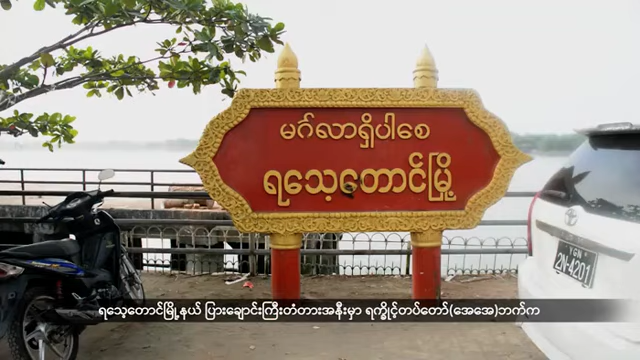 မင်္ဂလာရှိပါစေ
ရသေ့တောင်မြို့
YGN
2N-4201
ရသေ့တောင်မြို့နယ် ပြားချောင်းကြီးတံတားအနီးမှာ ရက္ခိုင့်တပ်တော်(အေအေ)ဘက်က